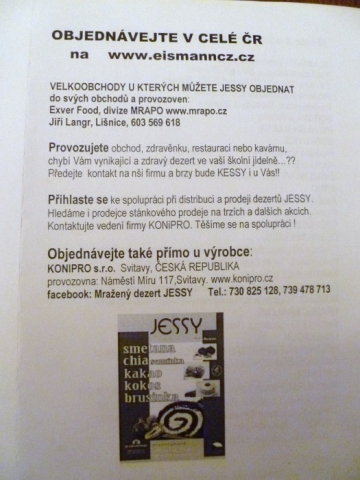 OBJEDNÁVEJTE V CELÉ ČR
na www.eismanncz.cz
VELKOOBCHODY U KTERÝCH MŮŽETE JESSY OBJEDNAT
do svých obchodů a provozoven:
Exver Food, divize MRAPO www.mrapo.cz
Jiří Langr, Lišnice, 603 569 618
Provozujete obchod, zdravěnku, restauraci nebo kavárnu,
chybí Vám vynikající a zdravý dezert ve vaší školní jídelně...??
Předejte kontakt na nší firmu a brzy bude KESSY i u Vás!!
Přihlaste se ke spolupráci při distribuci a prodeji dezertů JESSY.
Hledáme i prodejce stánkového prodeje na trzích a dalších akcích.
Kontaktujte vedení firmy KONiPRO. Těšíme se na spolupráci !
Objednávejte také přímo u výrobce:
KONIPRO s.r.o. Svitavy, ČESKÁ REPUBLIKA
provozovna: Náměstí Míru 117,Svitavy. www.konipro.cz
facebook: Mražený dezert JESSY Tel.: 730 825 128, 739 478 713
JESSY
smetana
chia semínka
kakao
kokos
brusinka